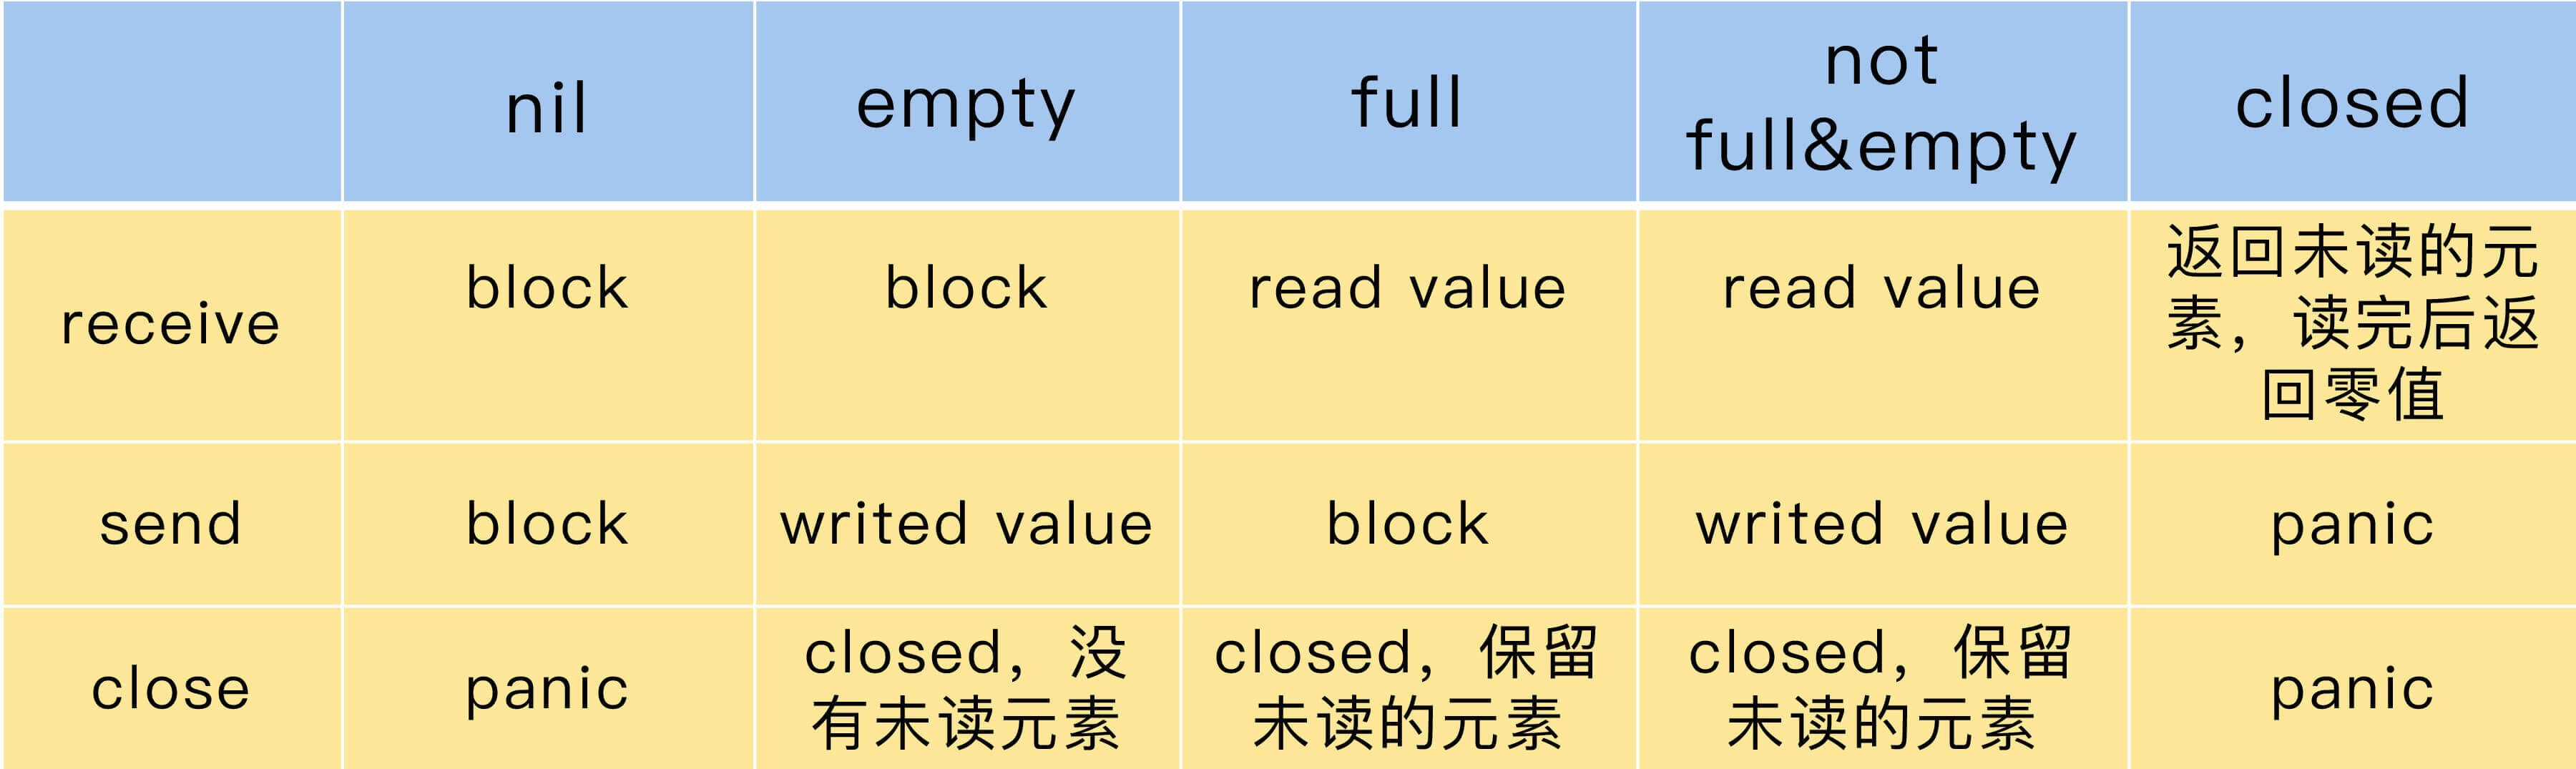 nil
empty
full
not
full&empty
closed
receive
block
block
read value
read value
返回未读的元
素，读完后返
回零值
send
block
writed value
block
writed value
panic
close
panic
closed，没
有未读元素
closed，保留
未读的元素
closed，保留
未读的元素
panic